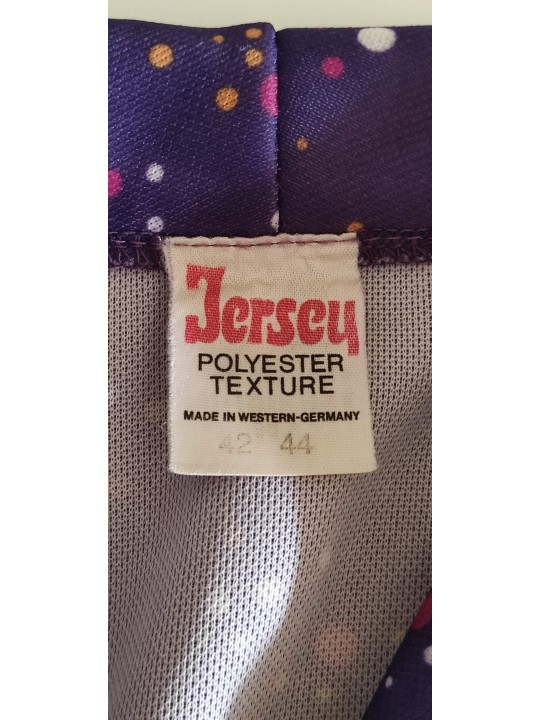 Jersey
POLYESTER
TEXTURE
MADE IN WESTERN-GERMANY
42 44